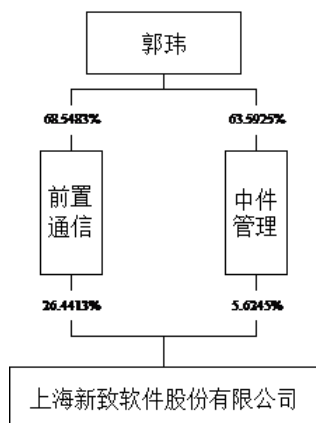 郭玮
68.5483% 63.5925%
前置 中件
通信 管理
26.4413% 5.6245%
上海新致软件股份有限公司